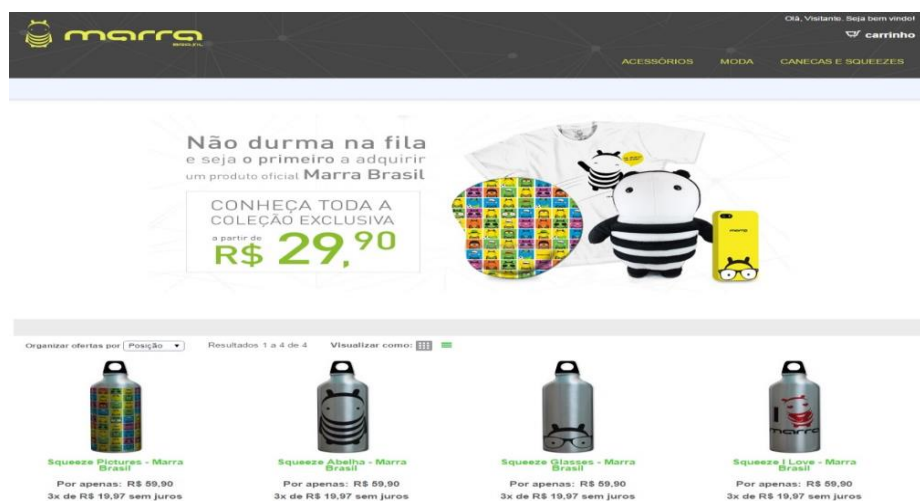 Olá, Visitante. Seja bem vindo!
marra
BRASIL
carrinho
ACESSÓRIOS MODA CANECAS E SQUEEZES
Não durma na fila
e seja o primeiro a adquirir
um produto oficial Marra Brasil
CONHEÇA TODA A
COLEÇÃO EXCLUSIVA
a partir de
R$ 29,90
marra
Organizar ofertas por Posição Resultados 1 a 4 de 4 Visualizar como:
I
marra
Squeeze Pictures - Marra
Brasil
Por apenas: R$ 59,90
3x de R$ 19,97 sem juros
Squeeze Abelha - Marra
Brasil
Por apenas: R$ 59,90
3x de R$ 19,97 sem juros
Squeeze Glasses - Marra
Brasil
Por apenas: R$ 59,90
3x de R$ 19,97 sem juros
Squeeze I Love - Marra
Brasil
Por apenas: R$ 59,90
3x de R$ 19,97 sem juros